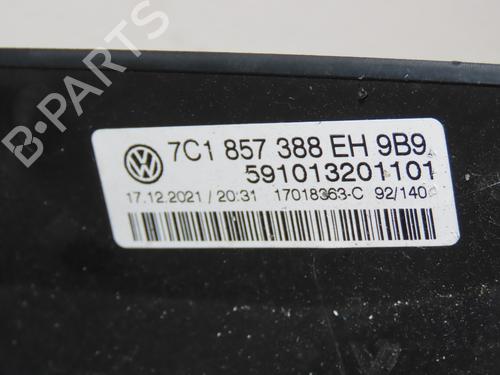 7C1 857 388 EH 9B9
591013201101
17.12.2021 / 20:31 17018363-C 92/140
B-PARTS